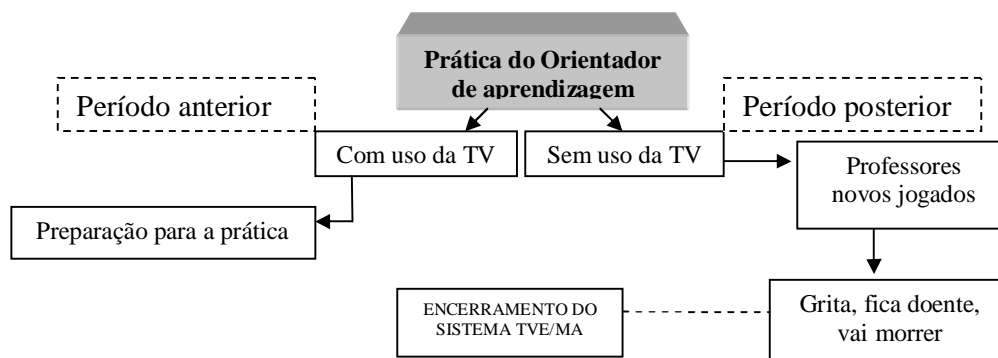 Prática do Orientador
de aprendizagem
Período anterior
Período posterior
Com uso da TV
Sem uso da TV
Professores
novos jogados
Preparação para a prática
ENCERRAMENTO DO
SISTEMA TVE/MA
Grita, fica doente,
vai morrer